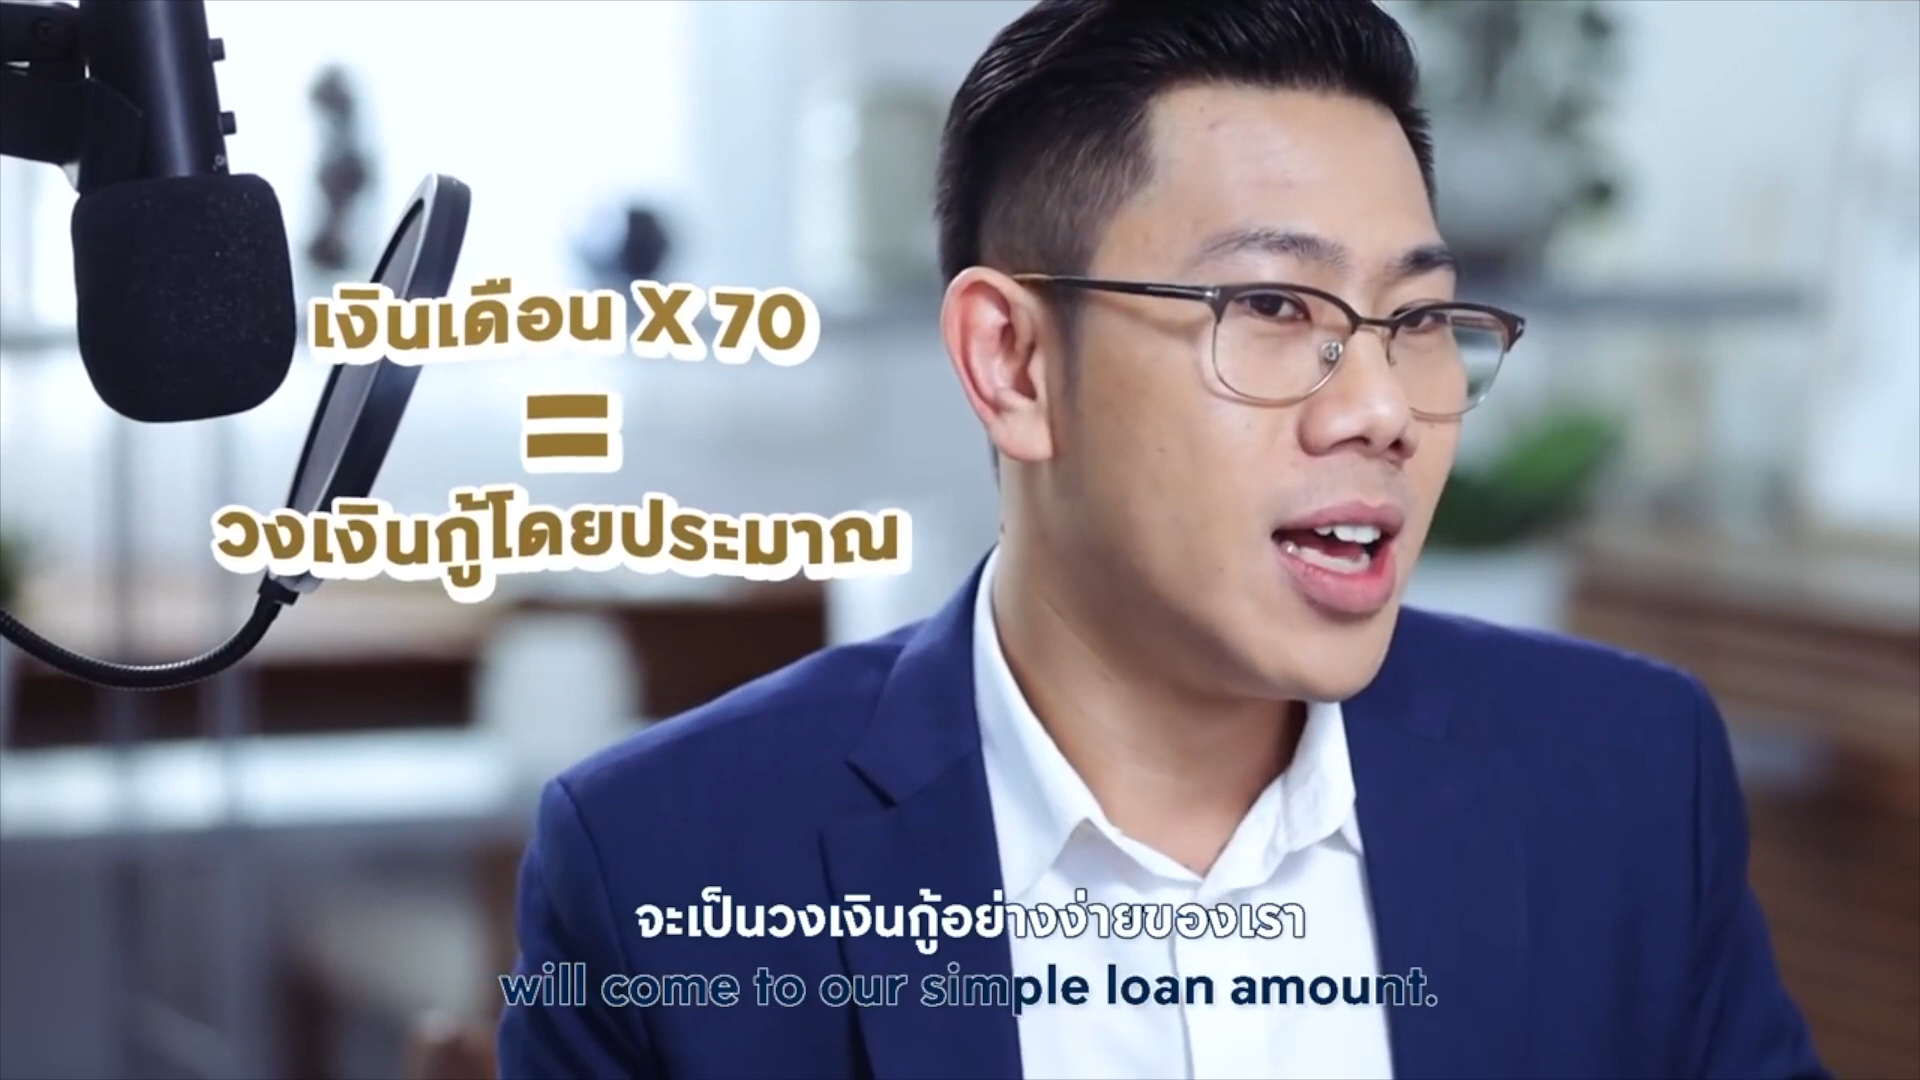 เงินเดือน X 70
=
วงเงินกู้โดยประมาณ
จะเป็นวงเงินกู้อย่างง่ายของเรา
will come to our simple loan amount.